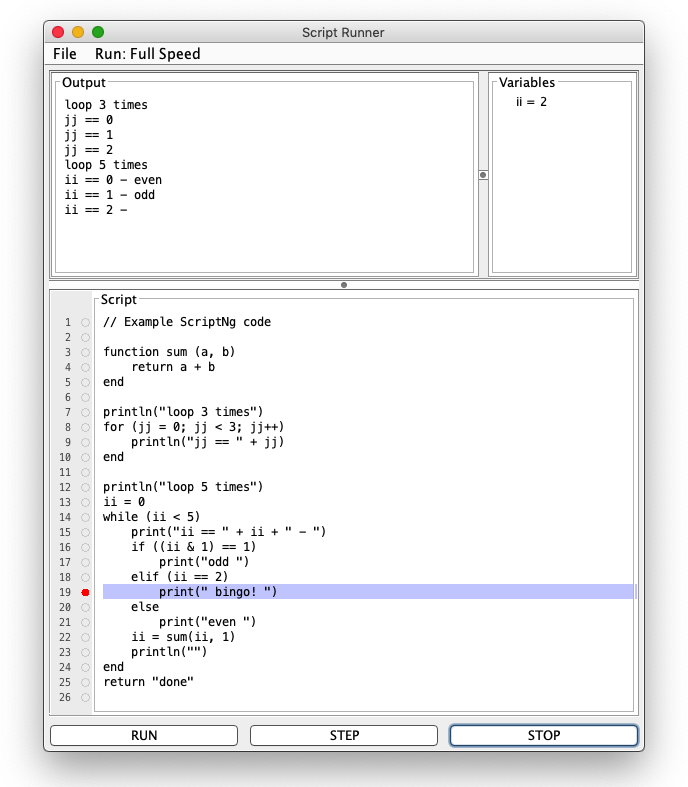 Script Runner
File Run: Full Speed
Output
loop 3 times
jj == 0
jj == 1
jj == 2
loop 5 times
ii == 0 - even
ii == 1 - odd
ii == 2 -
Variables
ii = 2
Script
1 // Example ScriptNg code
2
3 function sum (a, b)
4     return a + b
5 end
6
7 println("loop 3 times")
8 for (jj = 0; jj < 3; jj++)
9     println("jj == " + jj)
10 end
11
12 println("loop 5 times")
13 ii = 0
14 while (ii < 5)
15     print("ii == " + ii + " - ")
16     if ((ii & 1) == 1)
17         print("odd ")
18     elif (ii == 2)
19         print(" bingo! ")
20     else
21         print("even ")
22     ii = sum(ii, 1)
23     println("")
24 end
25 return "done"
26
RUN STEP STOP